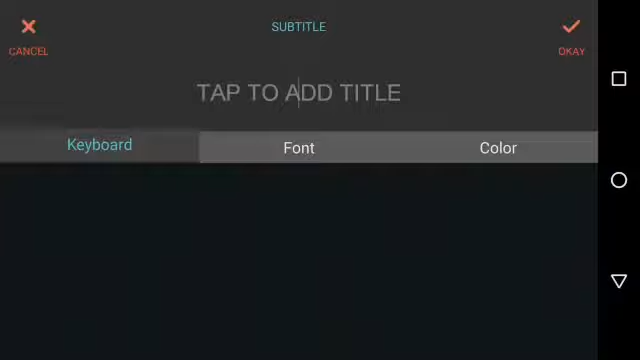 SUBTITLE
CANCEL
OKAY
TAP TO ADD TITLE
Keyboard
Font
Color